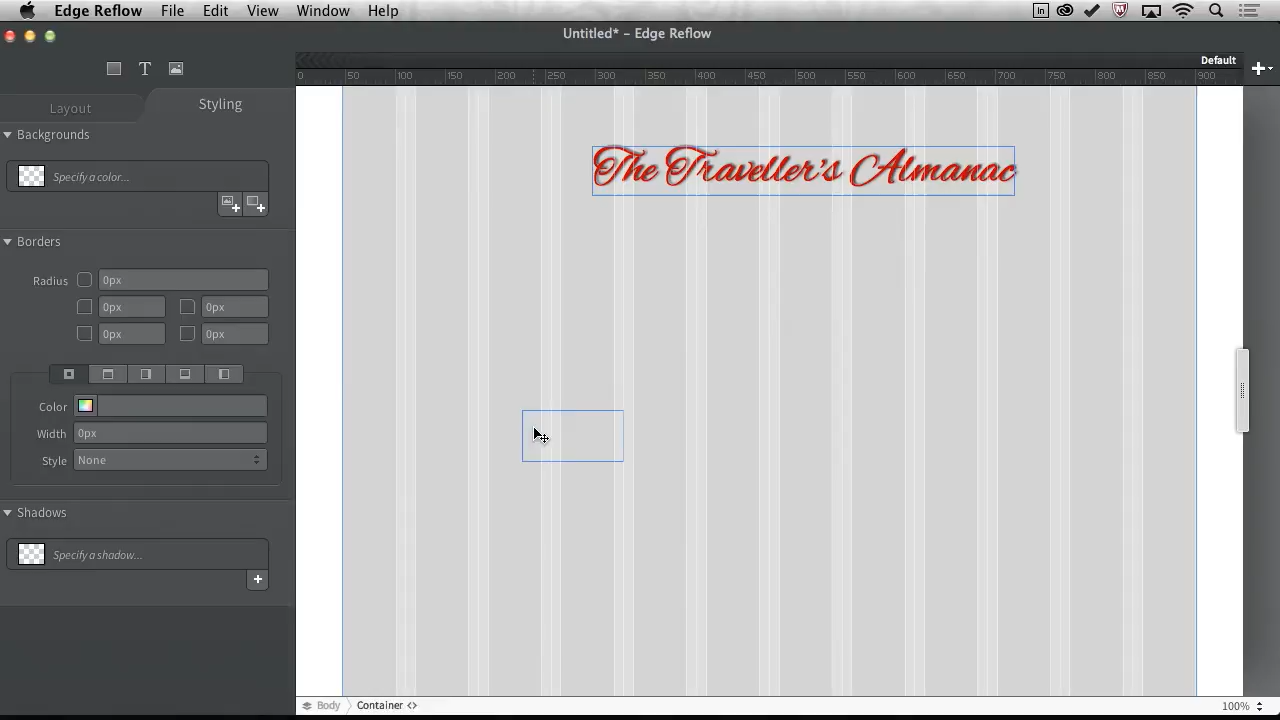 Edge Reflow File Edit View Window Help
Untitled* – Edge Reflow
Default
0 50 100 150 200 250 300 350 400 450 500 550 600 650 700 750 800 850 900
T
Layout Styling
Backgrounds
Specify a color...
Borders
Radius 0px
0px 0px
0px 0px
Color
Width 0px
Style None
Shadows
Specify a shadow...
The Traveller's Almanac
Body Container <> 100%